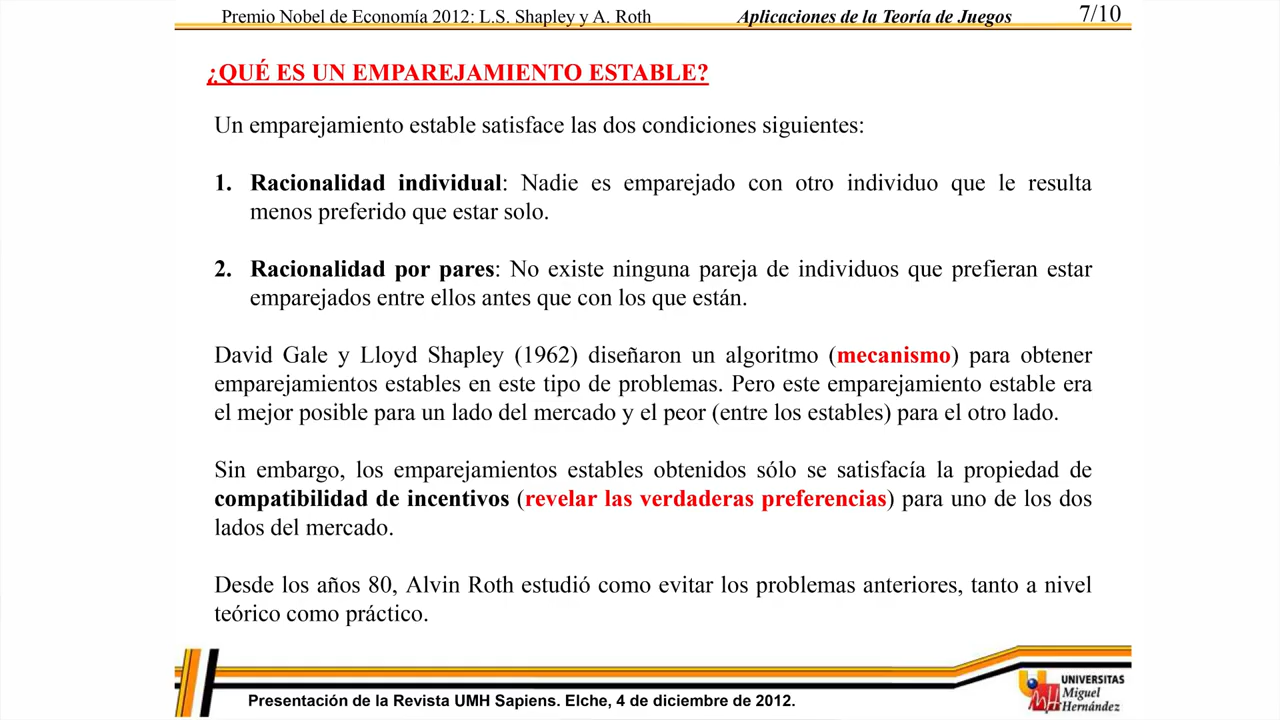 Premio Nobel de Economía 2012: L.S. Shapley y A. Roth
Aplicaciones de la Teoría de Juegos
7/10
¿QUÉ ES UN EMPAREJAMIENTO ESTABLE?
Un emparejamiento estable satisface las dos condiciones siguientes:
1. Racionalidad individual: Nadie es emparejado con otro individuo que le resulta
menos preferido que estar solo.
2. Racionalidad por pares: No existe ninguna pareja de individuos que prefieran estar
emparejados entre ellos antes que con los que están.
David Gale y Lloyd Shapley (1962) diseñaron un algoritmo (mecanismo) para obtener
emparejamientos estables en este tipo de problemas. Pero este emparejamiento estable era
el mejor posible para un lado del mercado y el peor (entre los estables) para el otro lado.
Sin embargo, los emparejamientos estables obtenidos sólo se satisfacía la propiedad de
compatibilidad de incentivos (revelar las verdaderas preferencias) para uno de los dos
lados del mercado.
Desde los años 80, Alvin Roth estudió como evitar los problemas anteriores, tanto a nivel
teórico como práctico.
Presentación de la Revista UMH Sapiens. Elche, 4 de diciembre de 2012.
UNIVERSITAS
Miguel
Hernández